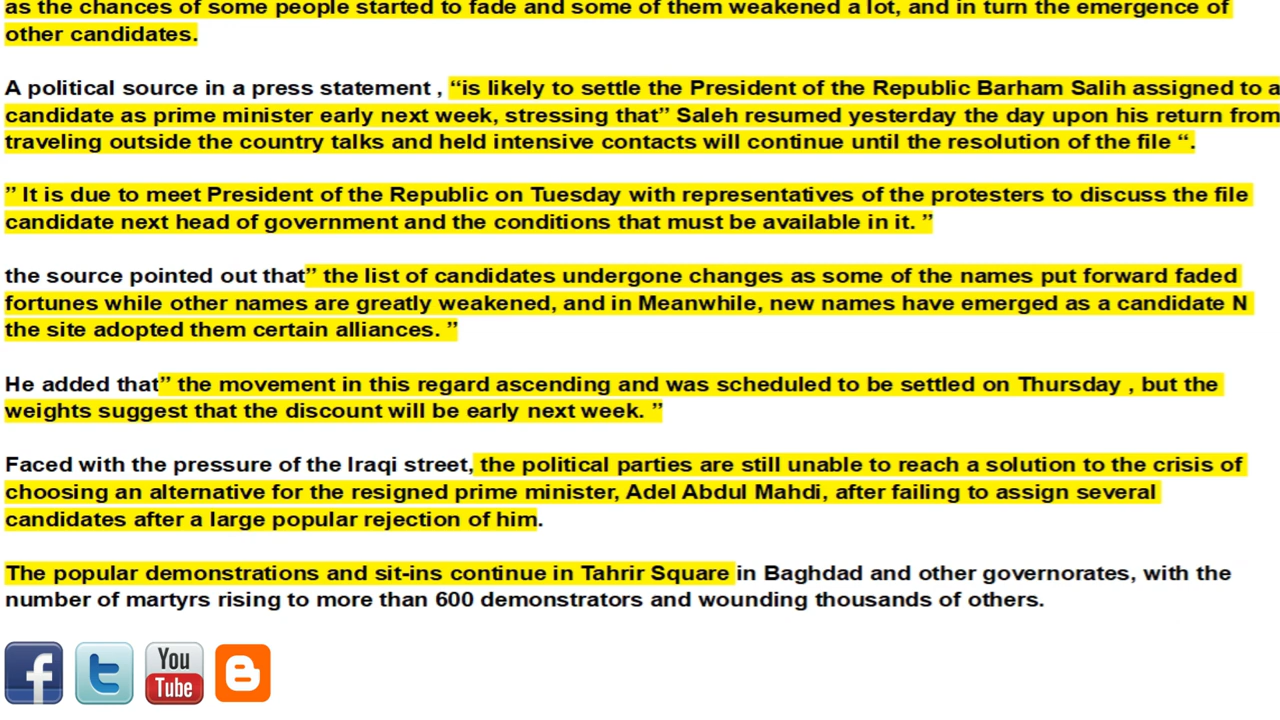 as the chances of some people started to fade and some of them weakened a lot, and in turn the emergence of
other candidates.
A political source in a press statement , “is likely to settle the President of the Republic Barham Salih assigned to a
candidate as prime minister early next week, stressing that” Saleh resumed yesterday the day upon his return from
traveling outside the country talks and held intensive contacts will continue until the resolution of the file “.
” It is due to meet President of the Republic on Tuesday with representatives of the protesters to discuss the file
candidate next head of government and the conditions that must be available in it. ”
the source pointed out that” the list of candidates undergone changes as some of the names put forward faded
fortunes while other names are greatly weakened, and in Meanwhile, new names have emerged as a candidate N
the site adopted them certain alliances. ”
He added that” the movement in this regard ascending and was scheduled to be settled on Thursday , but the
weights suggest that the discount will be early next week. ”
Faced with the pressure of the Iraqi street, the political parties are still unable to reach a solution to the crisis of
choosing an alternative for the resigned prime minister, Adel Abdul Mahdi, after failing to assign several
candidates after a large popular rejection of him.
The popular demonstrations and sit-ins continue in Tahrir Square in Baghdad and other governorates, with the
number of martyrs rising to more than 600 demonstrators and wounding thousands of others.
f t You Tube B